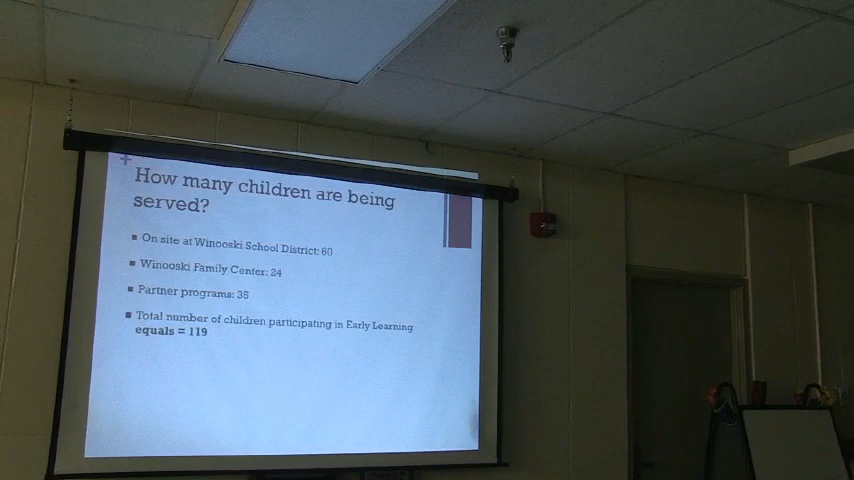 How many children are being
served?
On site at Winooski School District: 60
Winooski Family Center: 24
Partner programs: 35
Total number of children participating in Early Learning
equals = 119